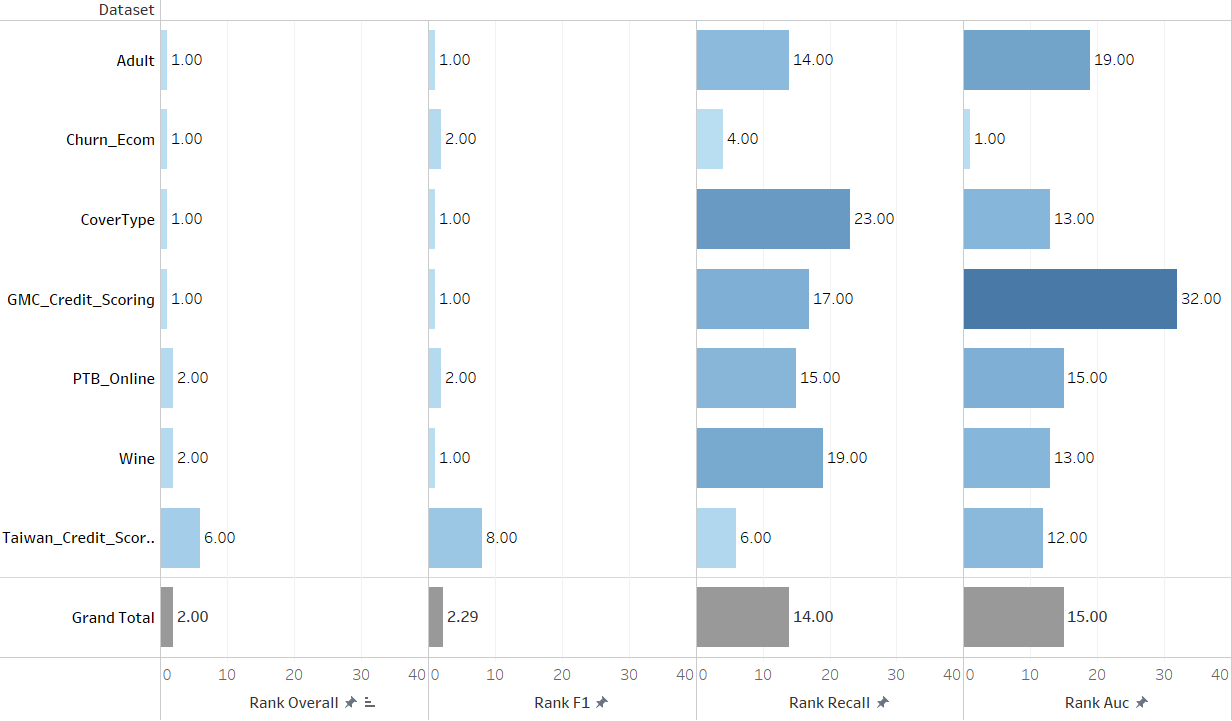 Dataset
Adult 1.00 1.00 14.00 19.00
Churn_Ecom 1.00 2.00 4.00 1.00
CoverType 1.00 1.00 23.00 13.00
GMC_Credit_Scoring 1.00 1.00 17.00 32.00
PTB_Online 2.00 2.00 15.00 15.00
Wine 2.00 1.00 19.00 13.00
Taiwan_Credit_Scor.. 6.00 8.00 6.00 12.00
Grand Total 2.00 2.29 14.00 15.00
0 10 20 30 40 0 10 20 30 40 0 10 20 30 40 0 10 20 30 40
Rank Overall Rank F1 Rank Recall Rank Auc